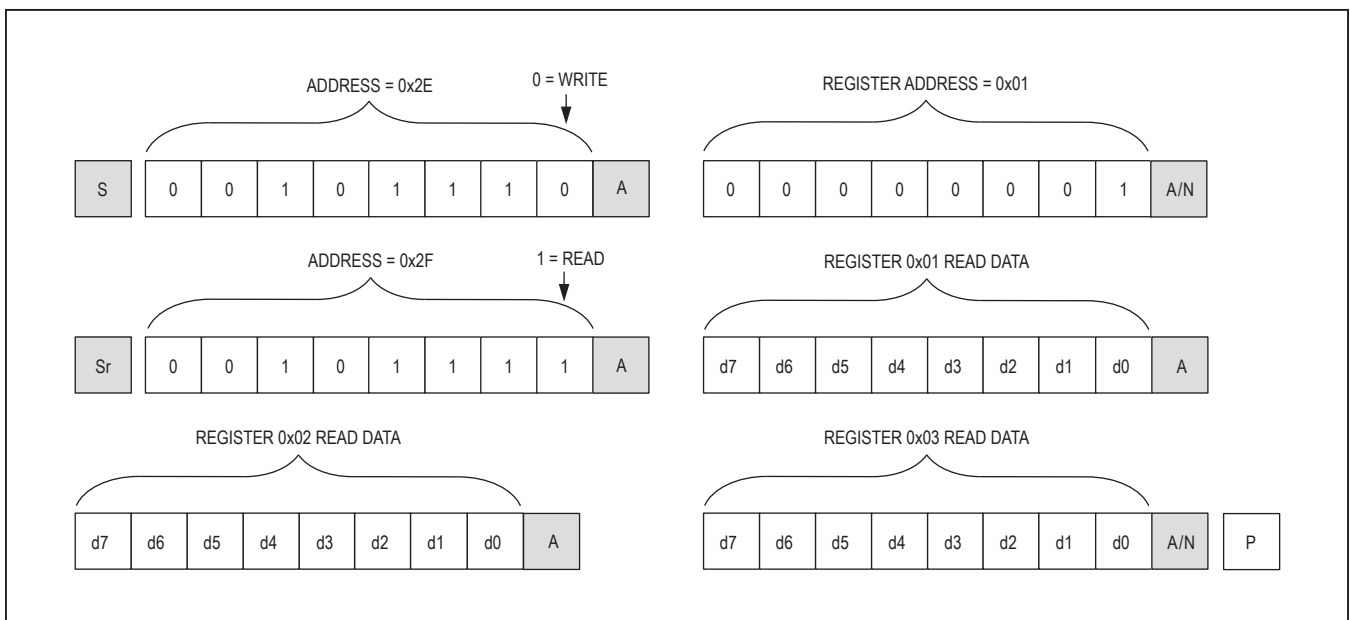 ADDRESS = 0x2E 0 = WRITE REGISTER ADDRESS = 0x01
S 0 0 1 0 1 1 1 0 A 0 0 0 0 0 0 0 1 A/N
ADDRESS = 0x2F 1 = READ REGISTER 0x01 READ DATA
Sr 0 0 1 0 1 1 1 1 A d7 d6 d5 d4 d3 d2 d1 d0 A
REGISTER 0x02 READ DATA REGISTER 0x03 READ DATA
d7 d6 d5 d4 d3 d2 d1 d0 A d7 d6 d5 d4 d3 d2 d1 d0 A/N P